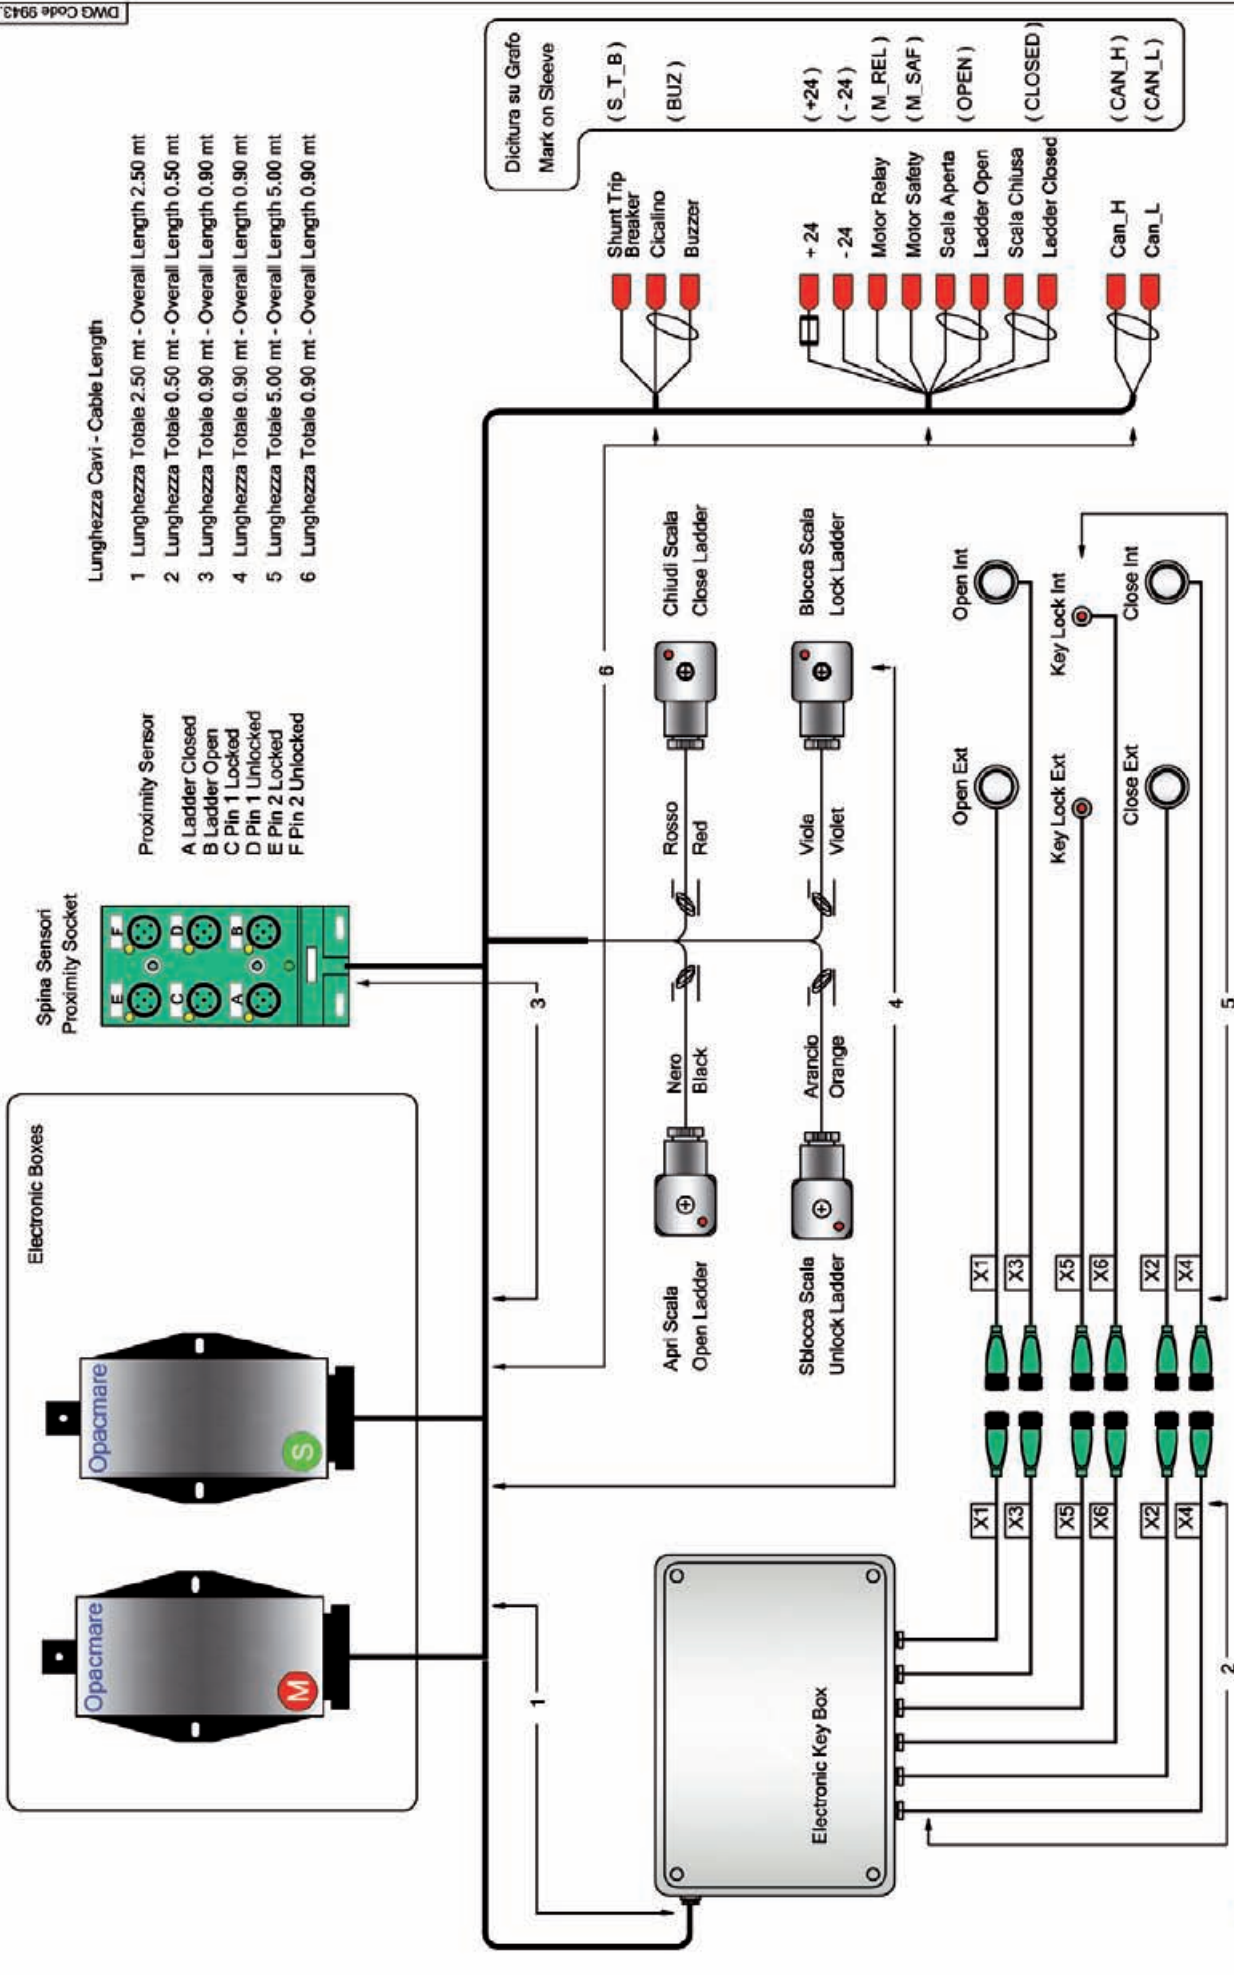 DWG Code 9943.
Lunghezza Cavi - Cable Length
1 Lunghezza Totale 2.50 mt - Overall Length 2.50 mt
2 Lunghezza Totale 0.50 mt - Overall Length 0.50 mt
3 Lunghezza Totale 0.90 mt - Overall Length 0.90 mt
4 Lunghezza Totale 0.90 mt - Overall Length 0.90 mt
5 Lunghezza Totale 5.00 mt - Overall Length 5.00 mt
6 Lunghezza Totale 0.90 mt - Overall Length 0.90 mt
Electronic Boxes
Opacmare
M
Opacmare
S
Spina Sensori
Proximity Socket
E
F
C
D
A
B
Proximity Sensor
A Ladder Closed
B Ladder Open
C Pin 1 Locked
D Pin 1 Unlocked
E Pin 2 Locked
F Pin 2 Unlocked
Dicitura su Grafo
Mark on Sleeve
Shunt Trip
Breaker
( S_T_B )
Cicalino
Buzzer
( BUZ )
+ 24
( +24 )
- 24
( - 24 )
Motor Relay
( M_REL )
Motor Safety
( M_SAF )
Scala Aperta
Ladder Open
( OPEN )
Scala Chiusa
Ladder Closed
( CLOSED )
Can_H
( CAN_H )
Can_L
( CAN_L )
1
3
6
Apri Scala
Open Ladder
Nero
Black
Rosso
Red
Chiudi Scala
Close Ladder
Sblocca Scala
Unlock Ladder
Arancio
Orange
Viola
Violet
Blocca Scala
Lock Ladder
4
Electronic Key Box
X1
X1
Open Ext
Open Int
X3
X3
X5
X5
Key Lock Ext
Key Lock Int
X6
X6
X2
X2
Close Ext
Close Int
X4
X4
2
5